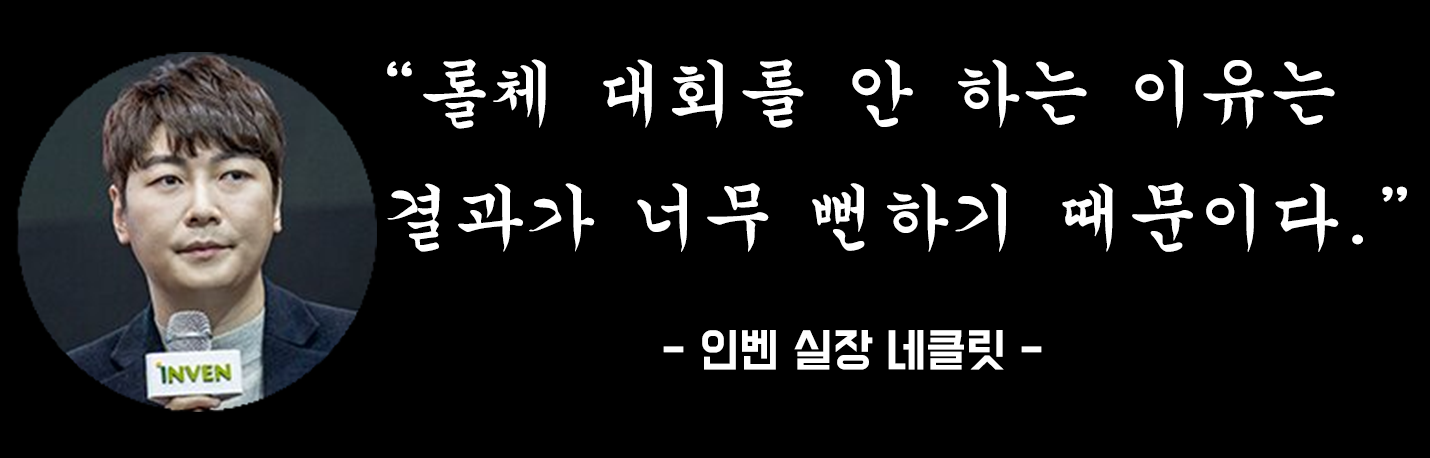 “롤체 대회를 안 하는 이유는
결과가 너무 뻔하기 때문이다.”
- 인벤 실장 네클릿 -
INVEN